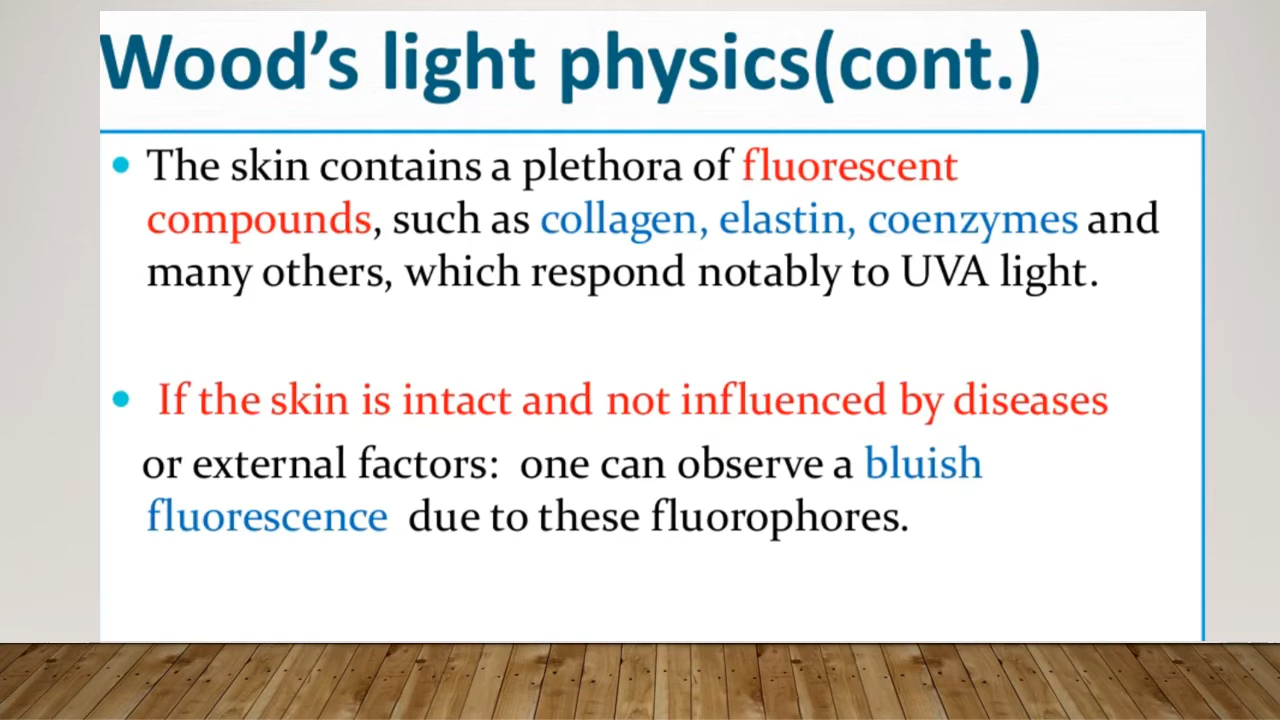 Wood's light physics(cont.)
• The skin contains a plethora of fluorescent
compounds, such as collagen, elastin, coenzymes and
many others, which respond notably to UVA light.
• If the skin is intact and not influenced by diseases
or external factors: one can observe a bluish
fluorescence due to these fluorophores.